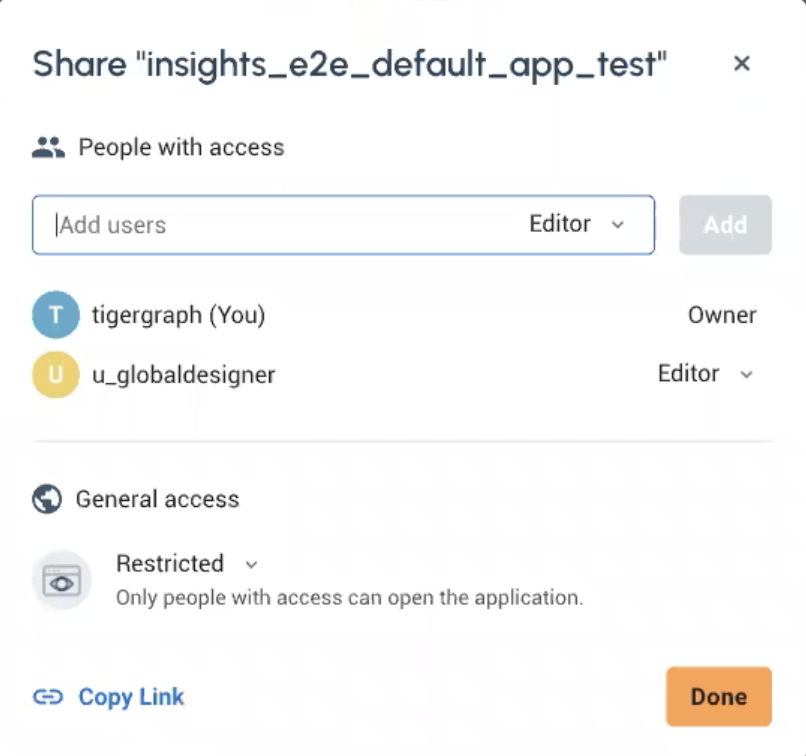 Share "insights_e2e_default_app_test"
People with access
Add users Editor Add
T tigergraph (You) Owner
U u_globaldesigner Editor
General access
Restricted
Only people with access can open the application.
Copy Link Done